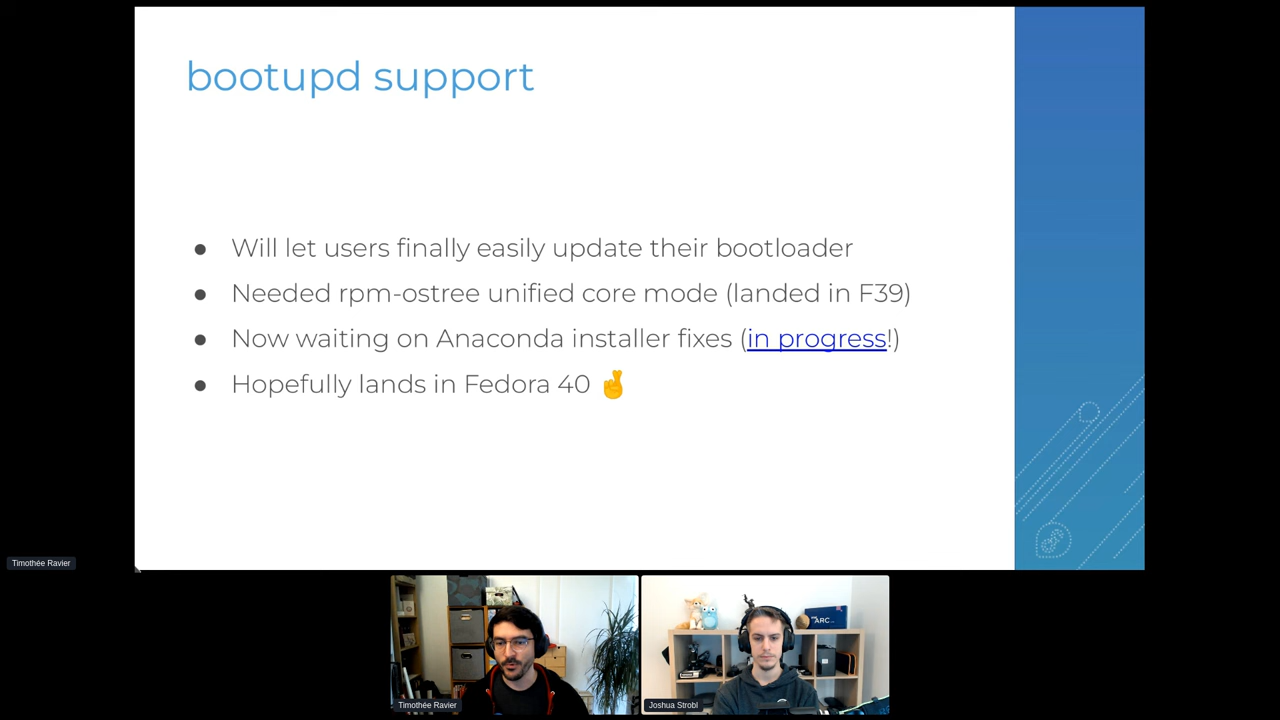 bootupd support
● Will let users finally easily update their bootloader
● Needed rpm-ostree unified core mode (landed in F39)
● Now waiting on Anaconda installer fixes (in progress!)
● Hopefully lands in Fedora 40 🤞
Timothée Ravier
ARC
Timothée Ravier
Joshua Strobl